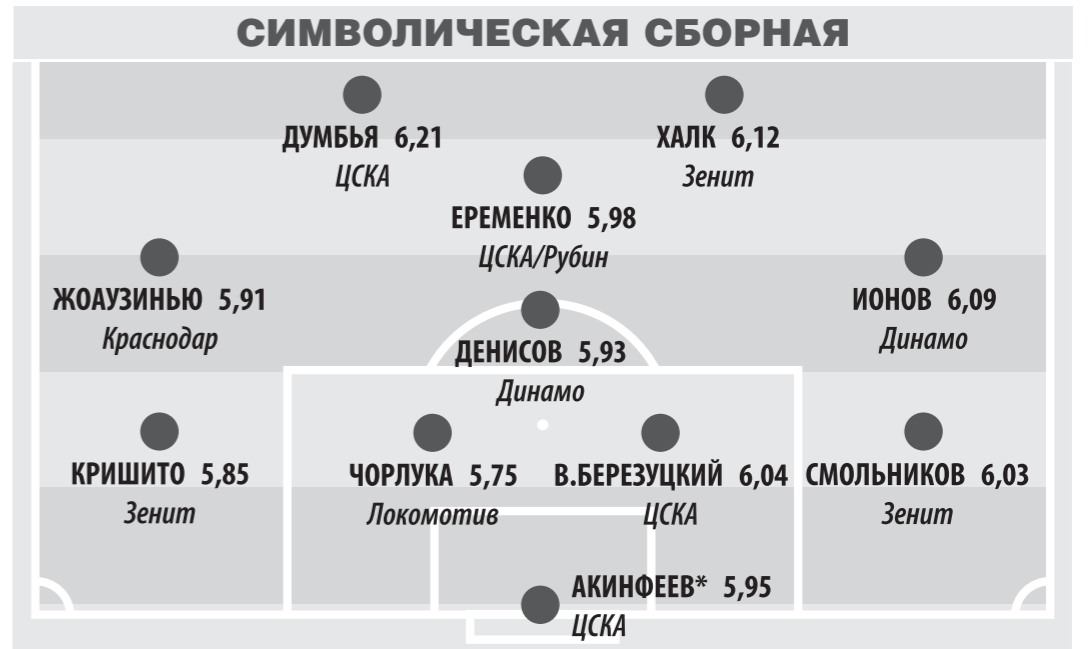 СИМВОЛИЧЕСКАЯ СБОРНАЯ
ДУМБЬЯ 6,21
ЦСКА
ХАЛК 6,12
Зенит
ЕРЕМЕНКО 5,98
ЦСКА/Рубин
ЖОАУЗИНЬЮ 5,91
Краснодар
ИОНОВ 6,09
Динамо
ДЕНИСОВ 5,93
Динамо
КРИШИТО 5,85
Зенит
ЧОРЛУКА 5,75
Локомотив
В.БЕРЕЗУЦКИЙ 6,04
ЦСКА
СМОЛЬНИКОВ 6,03
Зенит
АКИНФЕЕВ* 5,95
ЦСКА